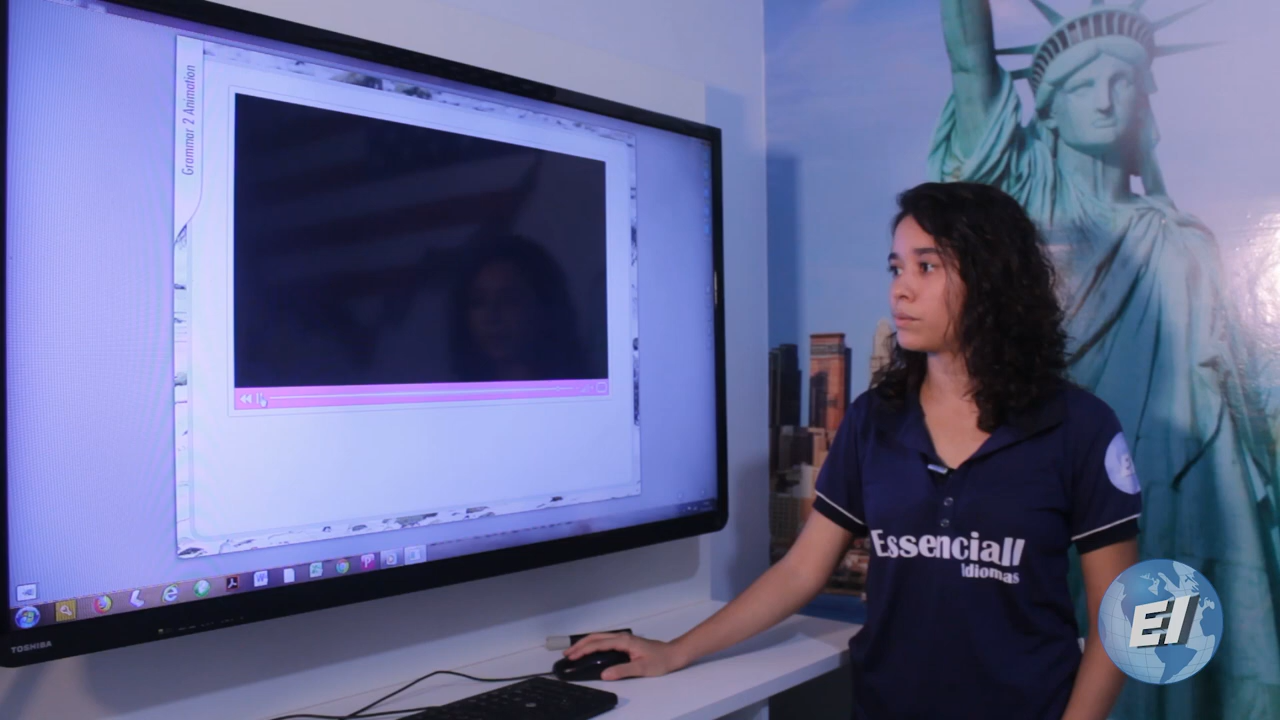 Grammar 2 Animation
TOSHIBA
Essenciall
Idiomas
EI